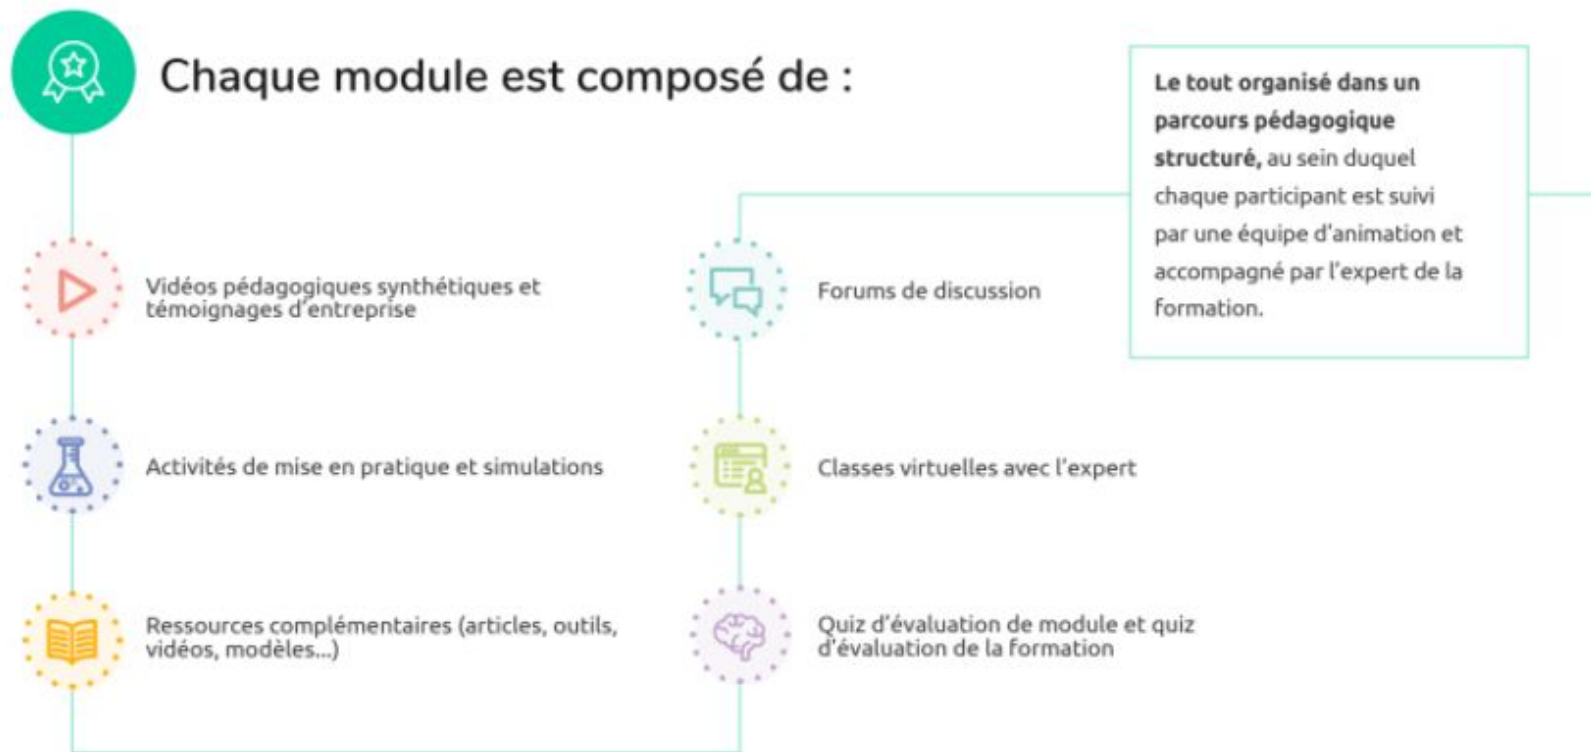 Chaque module est composé de :
Vidéos pédagogiques synthétiques et
témoignages d'entreprise
Activités de mise en pratique et simulations
Ressources complémentaires (articles, outils,
vidéos, modèles...)
Forums de discussion
Classes virtuelles avec l'expert
Quiz d'évaluation de module et quiz
d'évaluation de la formation
Le tout organisé dans un
parcours pédagogique
structuré, au sein duquel
chaque participant est suivi
par une équipe d'animation et
accompagné par l'expert de la
formation.